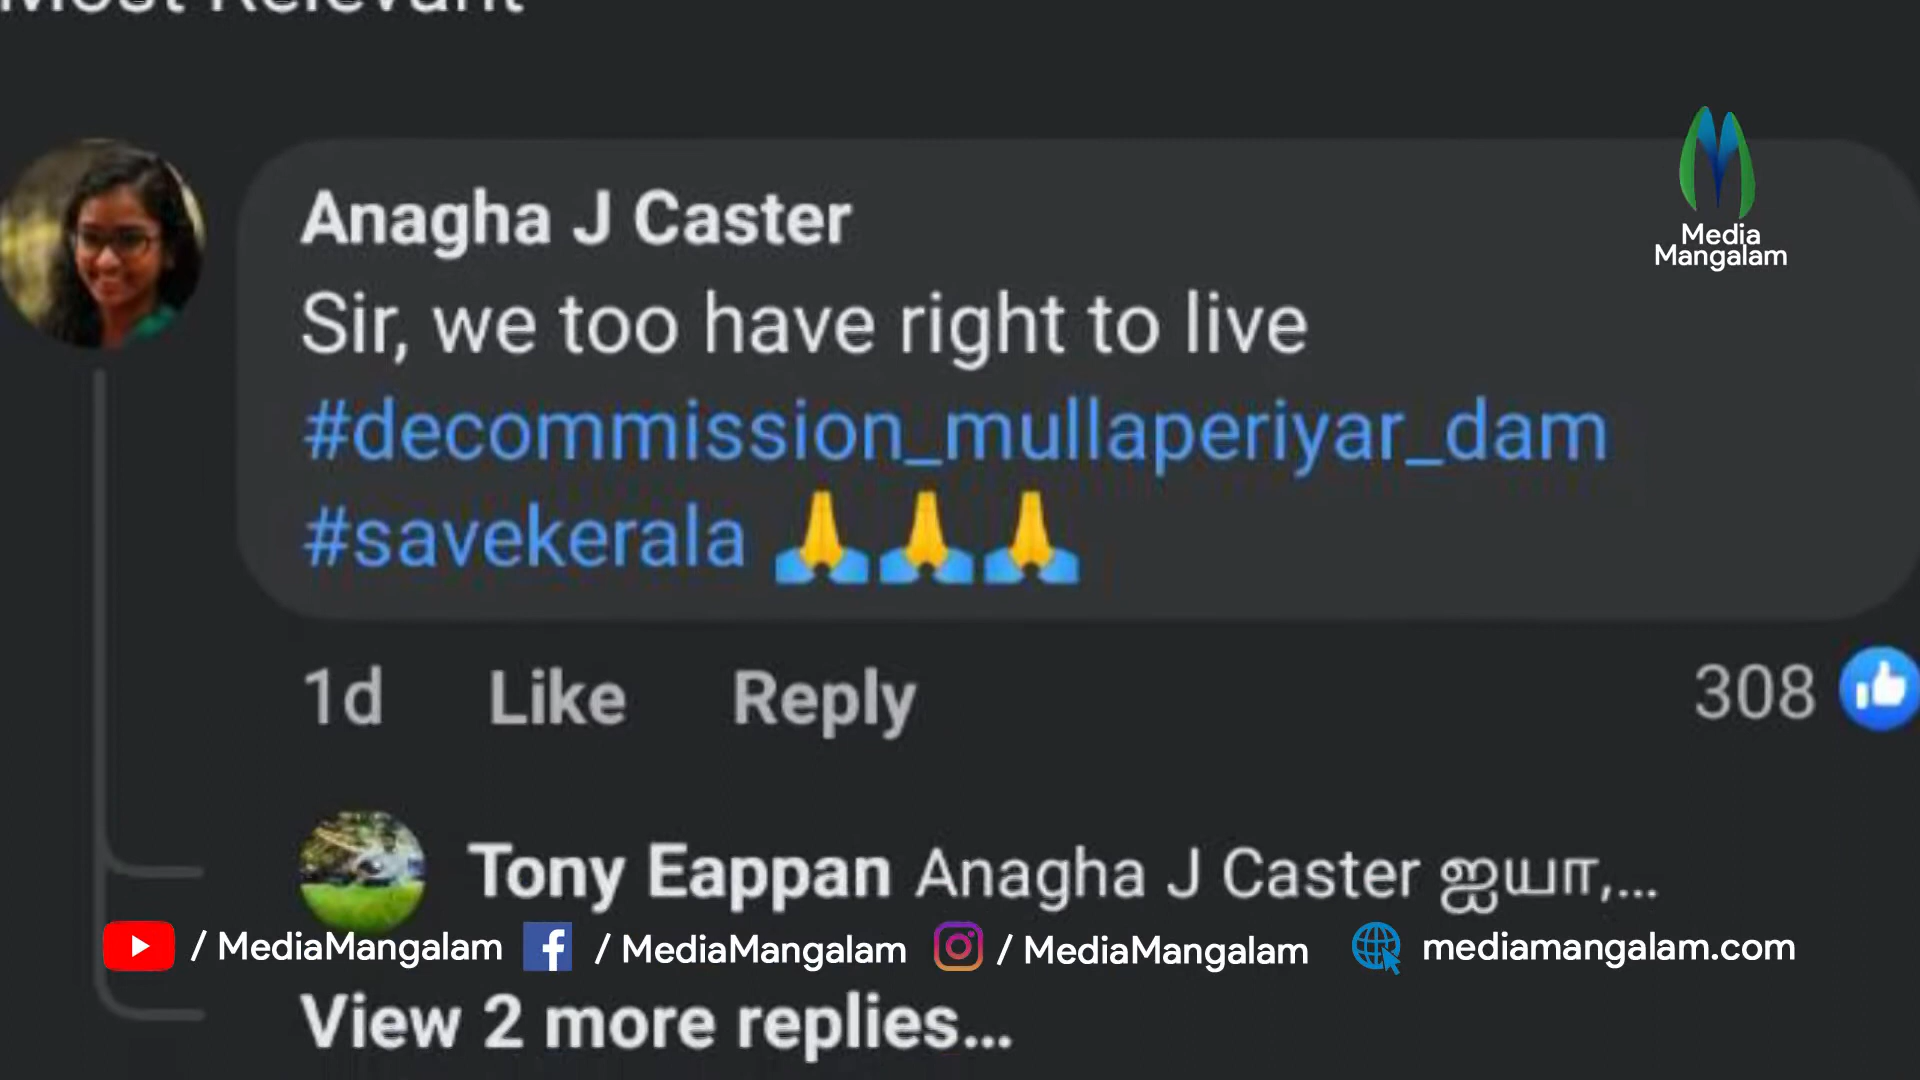 Most Relevant
Media
Mangalam
Anagha J Caster
Sir, we too have right to live
#decommission_mullaperiyar_dam
#savekerala 🙏🙏🙏
1d Like Reply 308
Tony Eappan Anagha J Caster ஐயா,...
/ MediaMangalam / MediaMangalam / MediaMangalam mediamangalam.com
View 2 more replies...